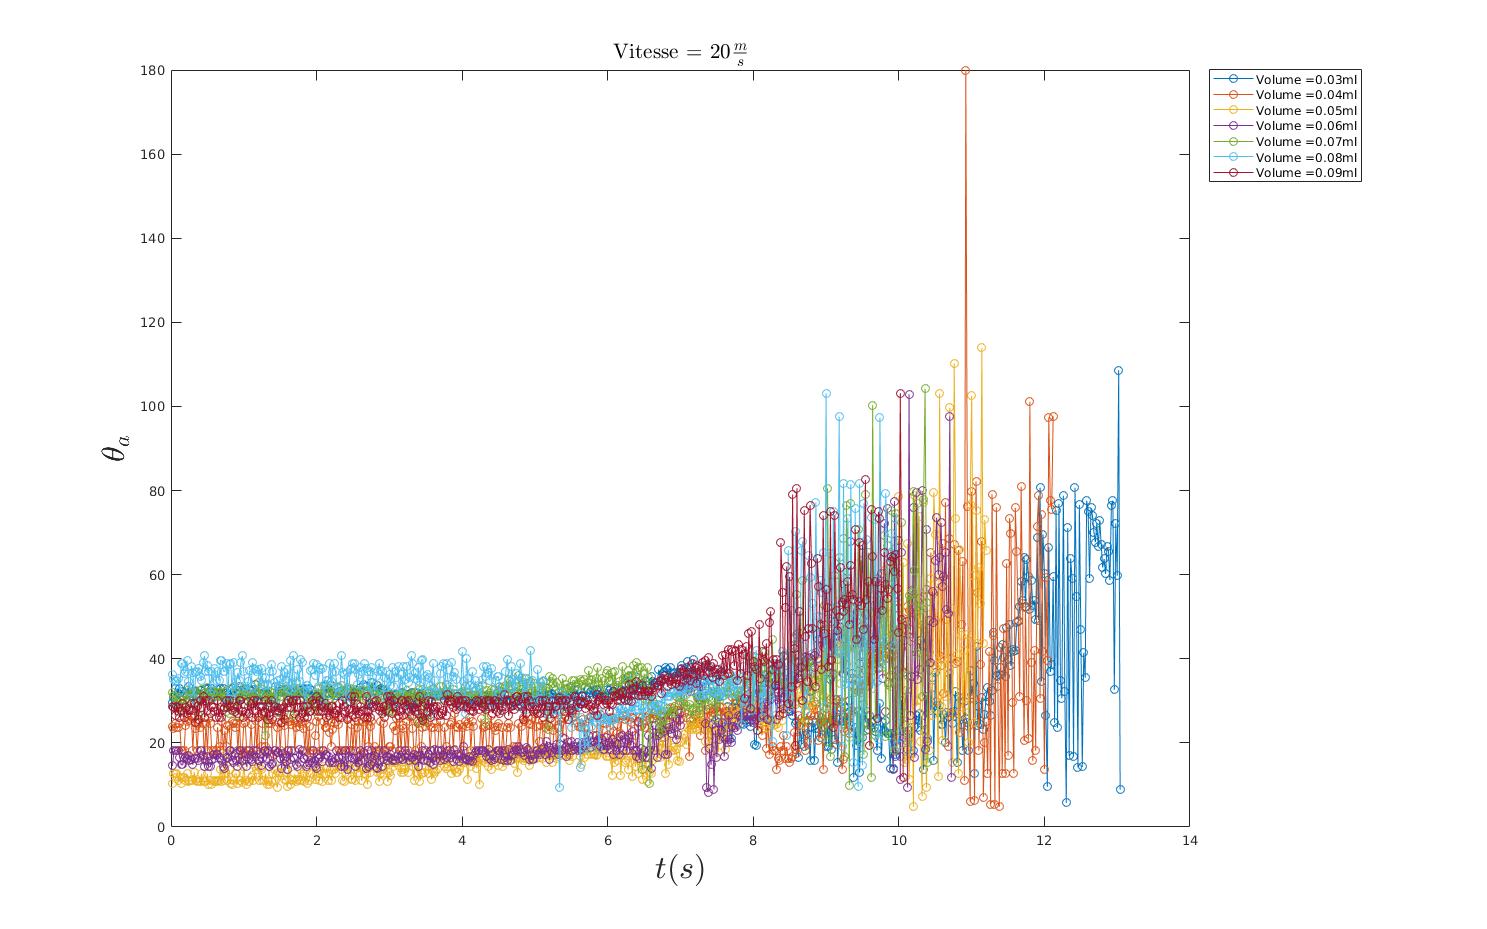 Vitesse = 20 m/s
180
160
140
120
100
80
60
40
20
0
θa
0 2 4 6 8 10 12 14
t(s)
Volume =0.03ml
Volume =0.04ml
Volume =0.05ml
Volume =0.06ml
Volume =0.07ml
Volume =0.08ml
Volume =0.09ml